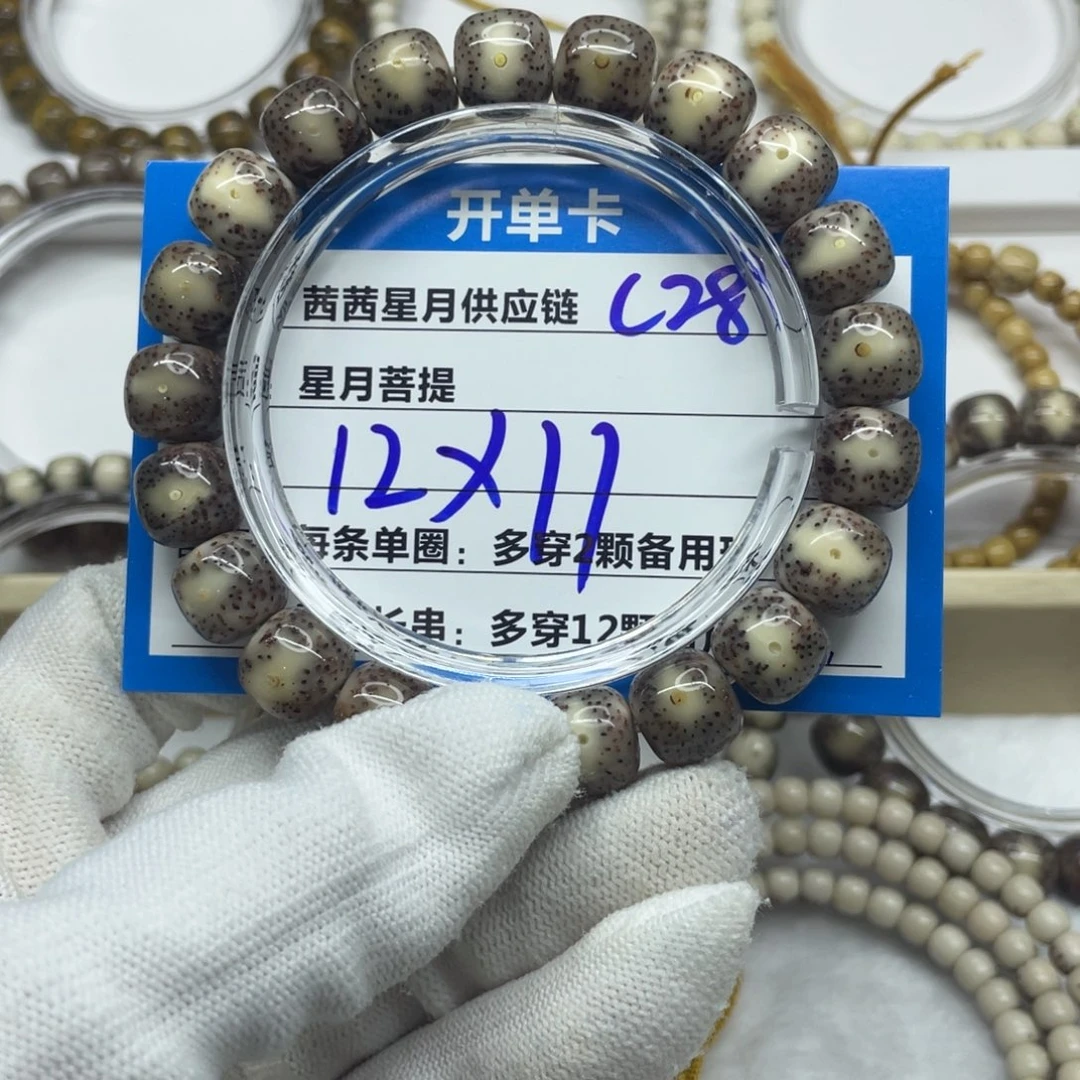 开单卡
茜茜星月供应链 C28
星月菩提
12X11
每条单圈：多穿2颗备用
长串：多穿12颗